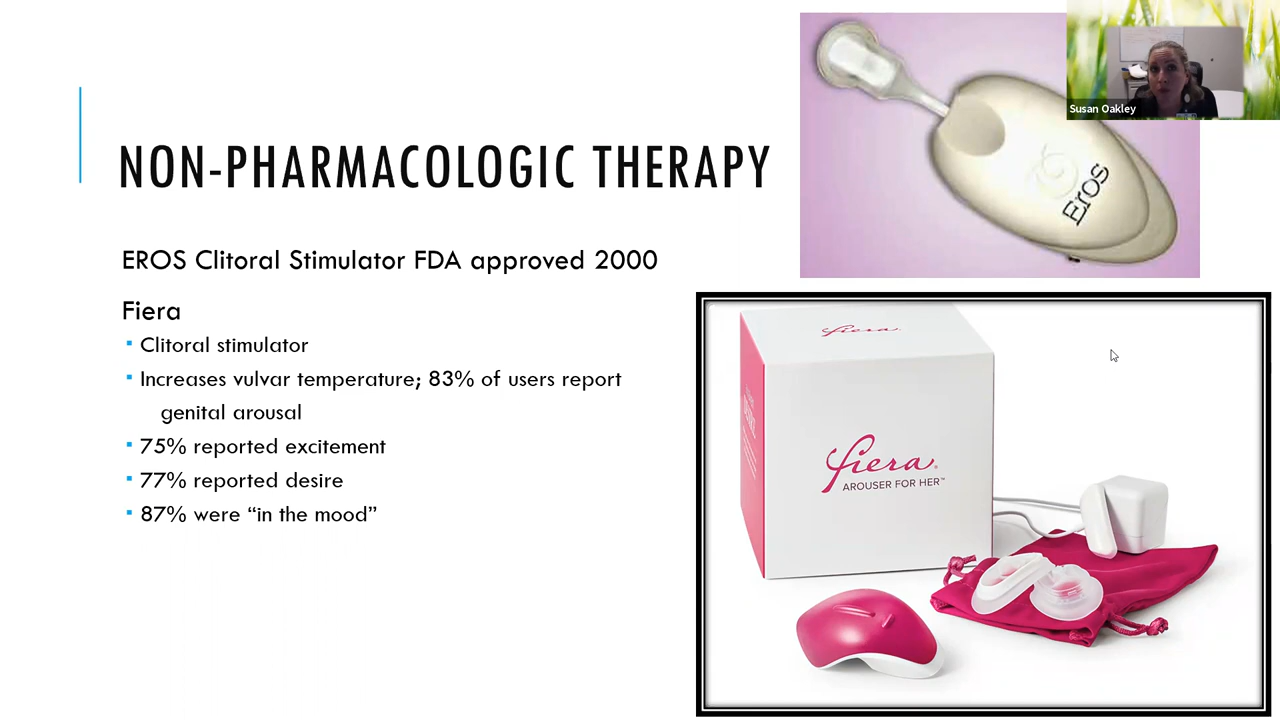 NON-PHARMACOLOGIC THERAPY
EROS Clitoral Stimulator FDA approved 2000
Fiera
Clitoral stimulator
Increases vulvar temperature; 83% of users report
genital arousal
75% reported excitement
77% reported desire
87% were “in the mood”
Eros
Susan Oakley
fiera.
fiera®
AROUSER FOR HER™